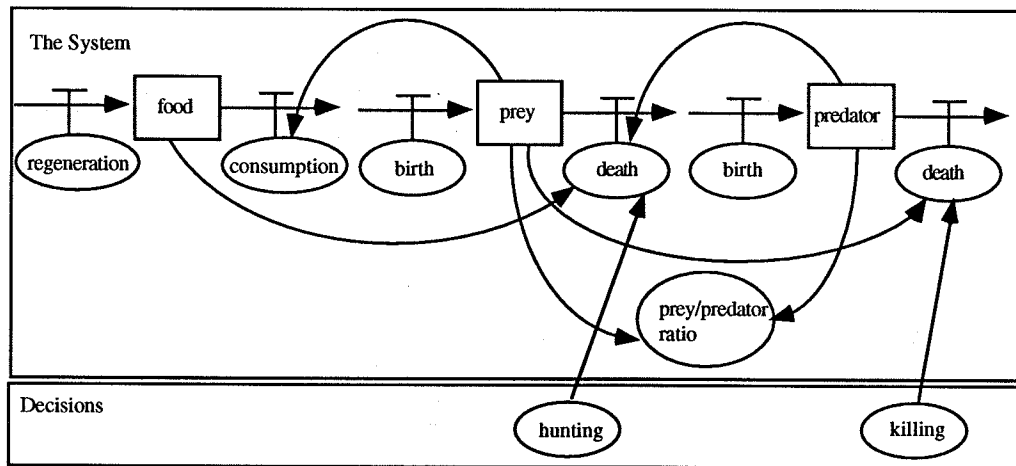 The System
food
prey
predator
regeneration
consumption
birth
death
birth
death
prey/predator
ratio
Decisions
hunting
killing